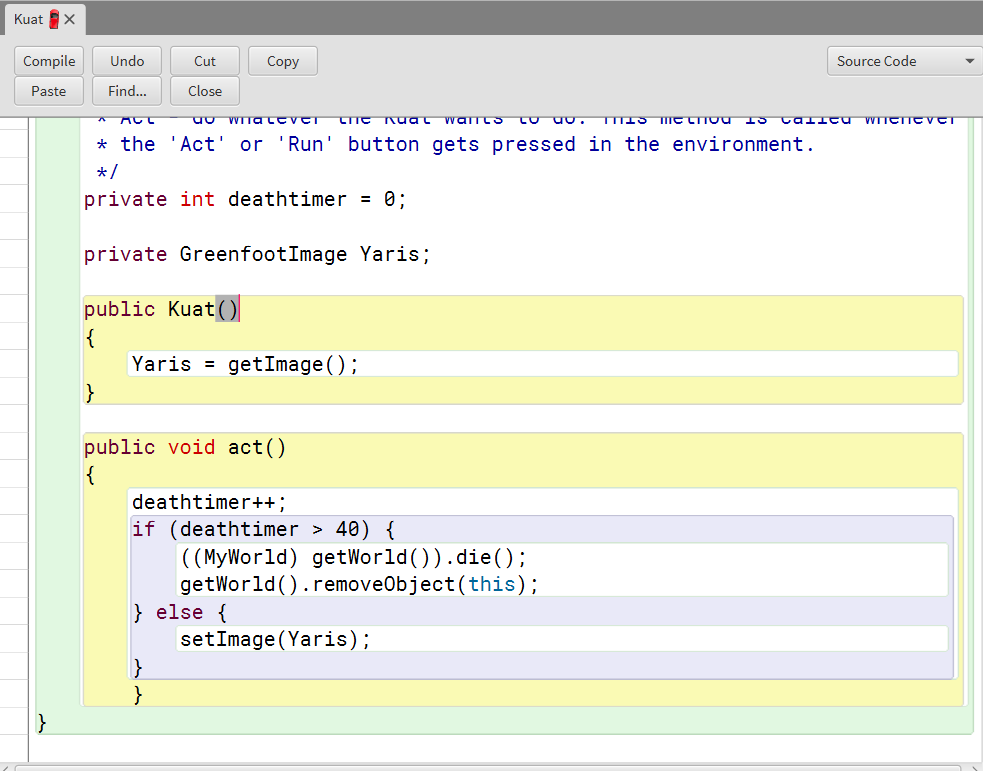 Kuat
Compile Undo Cut Copy Source Code
Paste Find... Close
* Act - do whatever the Kuat wants to do. This method is called whenever
* the 'Act' or 'Run' button gets pressed in the environment.
*/
private int deathtimer = 0;
private GreenfootImage Yaris;
public Kuat()
{
Yaris = getImage();
}
public void act()
{
deathtimer++;
if (deathtimer > 40) {
((MyWorld) getWorld()).die();
getWorld().removeObject(this);
} else {
setImage(Yaris);
}
}
}